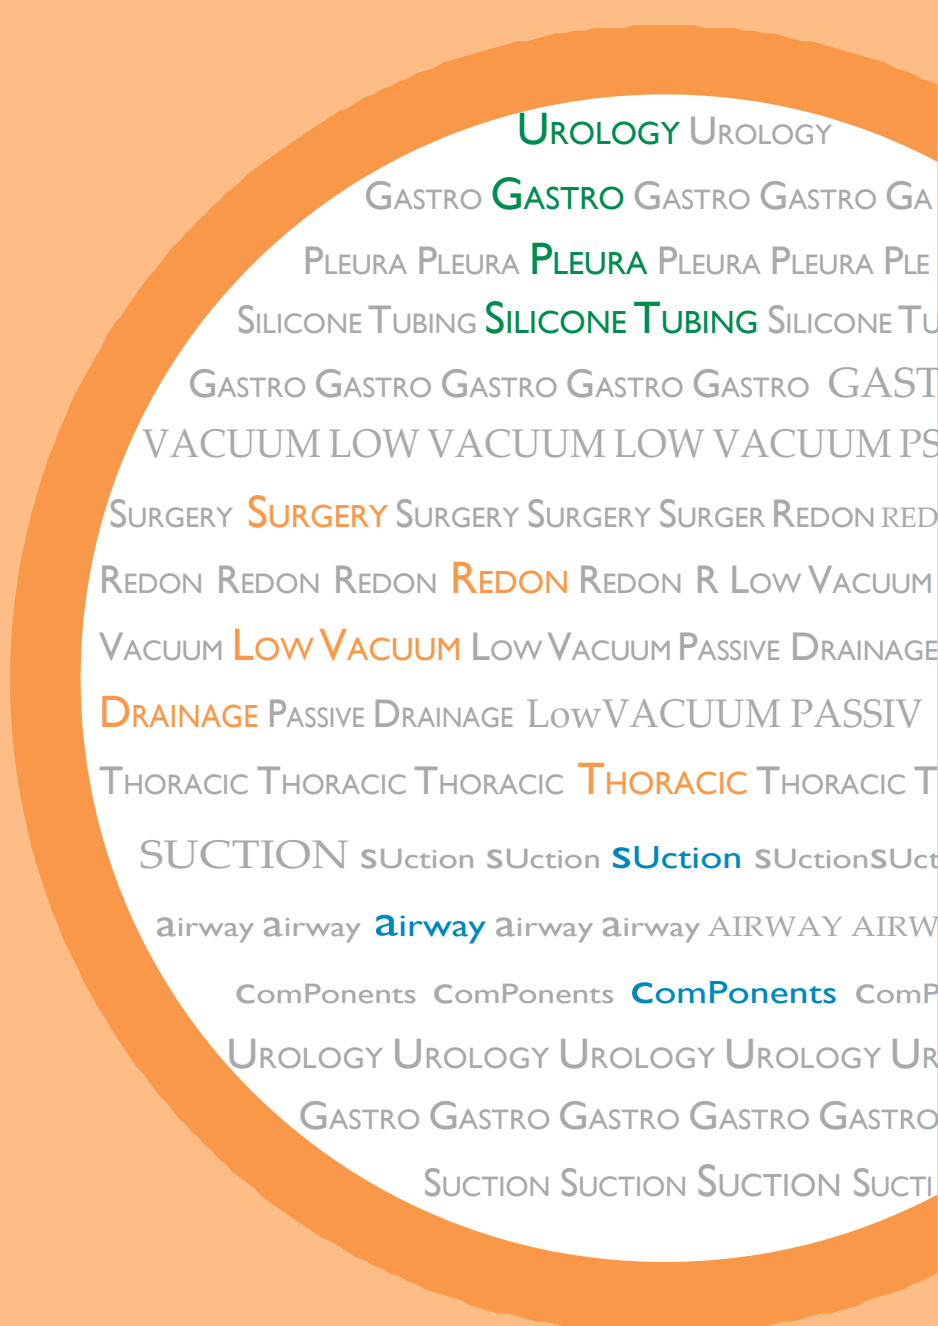 UROLOGY UROLOGY
GASTRO GASTRO GASTRO GASTRO GA
PLEURA PLEURA PLEURA PLEURA PLEURA PLE
SILICONE TUBING SILICONE TUBING SILICONE TU
GASTRO GASTRO GASTRO GASTRO GASTRO GAST
VACUUM LOW VACUUM LOW VACUUM PS
SURGERY SURGERY SURGERY SURGERY SURGER REDON RED
REDON REDON REDON REDON REDON R LOW VACUUM
VACUUM LOW VACUUM LOW VACUUM PASSIVE DRAINAGE
DRAINAGE PASSIVE DRAINAGE LowVACUUM PASSIV
THORACIC THORACIC THORACIC THORACIC THORACIC T
SUCTION sUction sUction sUction sUctionsUct
airway airway airway airway airway AIRWAY AIRW
comPonents comPonents comPonents comP
UROLOGY UROLOGY UROLOGY UROLOGY UR
GASTRO GASTRO GASTRO GASTRO GASTRO
SUCTION SUCTION SUCTION SUCTI